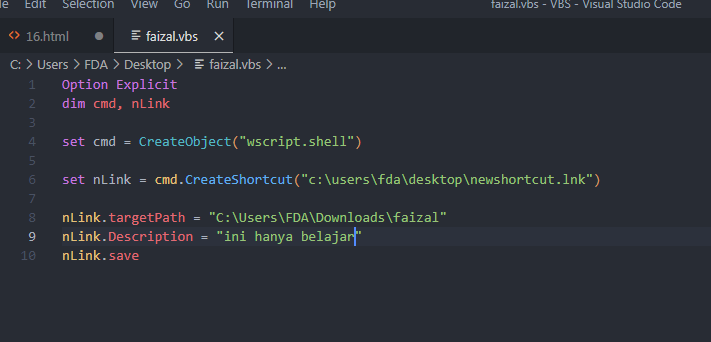 Edit Selection View Go Run Terminal Help faizal.vbs - VBS - Visual Studio Code
16.html faizal.vbs
C: > Users > FDA > Desktop > faizal.vbs > ...
1 Option Explicit
2 dim cmd, nLink
3
4 set cmd = CreateObject("wscript.shell")
5
6 set nLink = cmd.CreateShortcut("c:\users\fda\desktop\newshortcut.lnk")
7
8 nLink.targetPath = "C:\Users\FDA\Downloads\faizal"
9 nLink.Description = "ini hanya belajar"
10 nLink.save